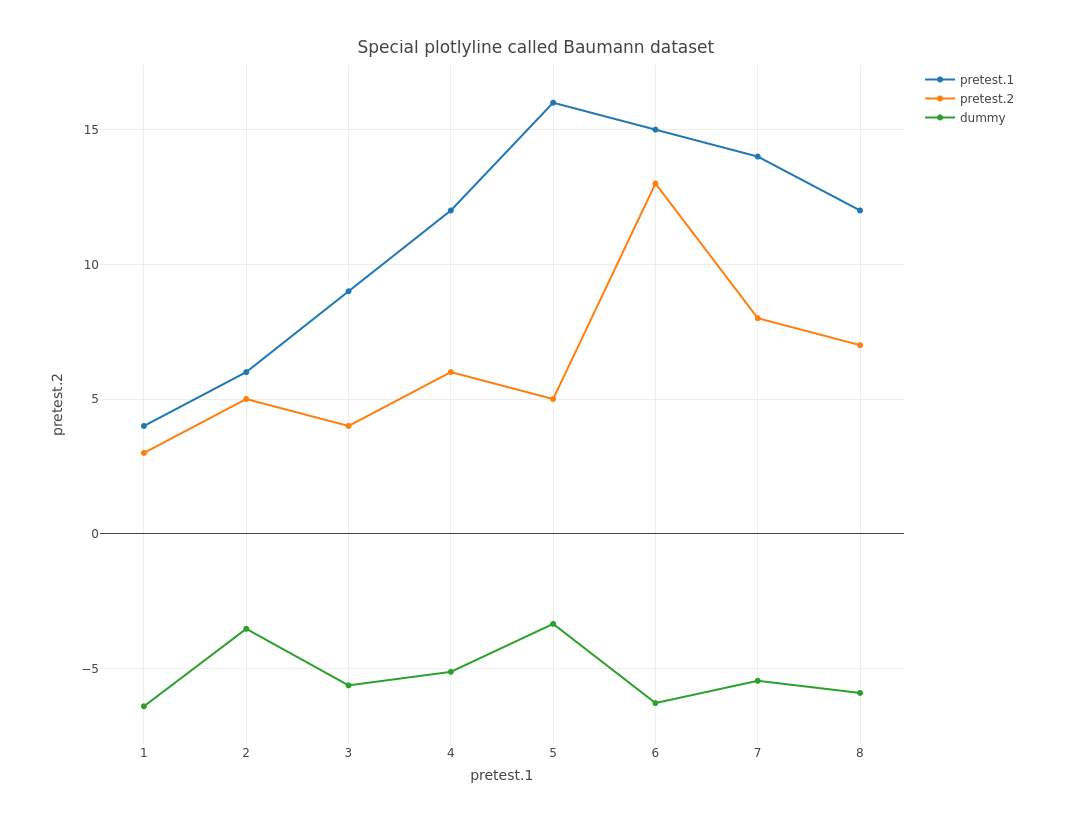 Special plotlyline called Baumann dataset
pretest.1
pretest.2
dummy
15
10
5
0
−5
pretest.2
1 2 3 4 5 6 7 8
pretest.1